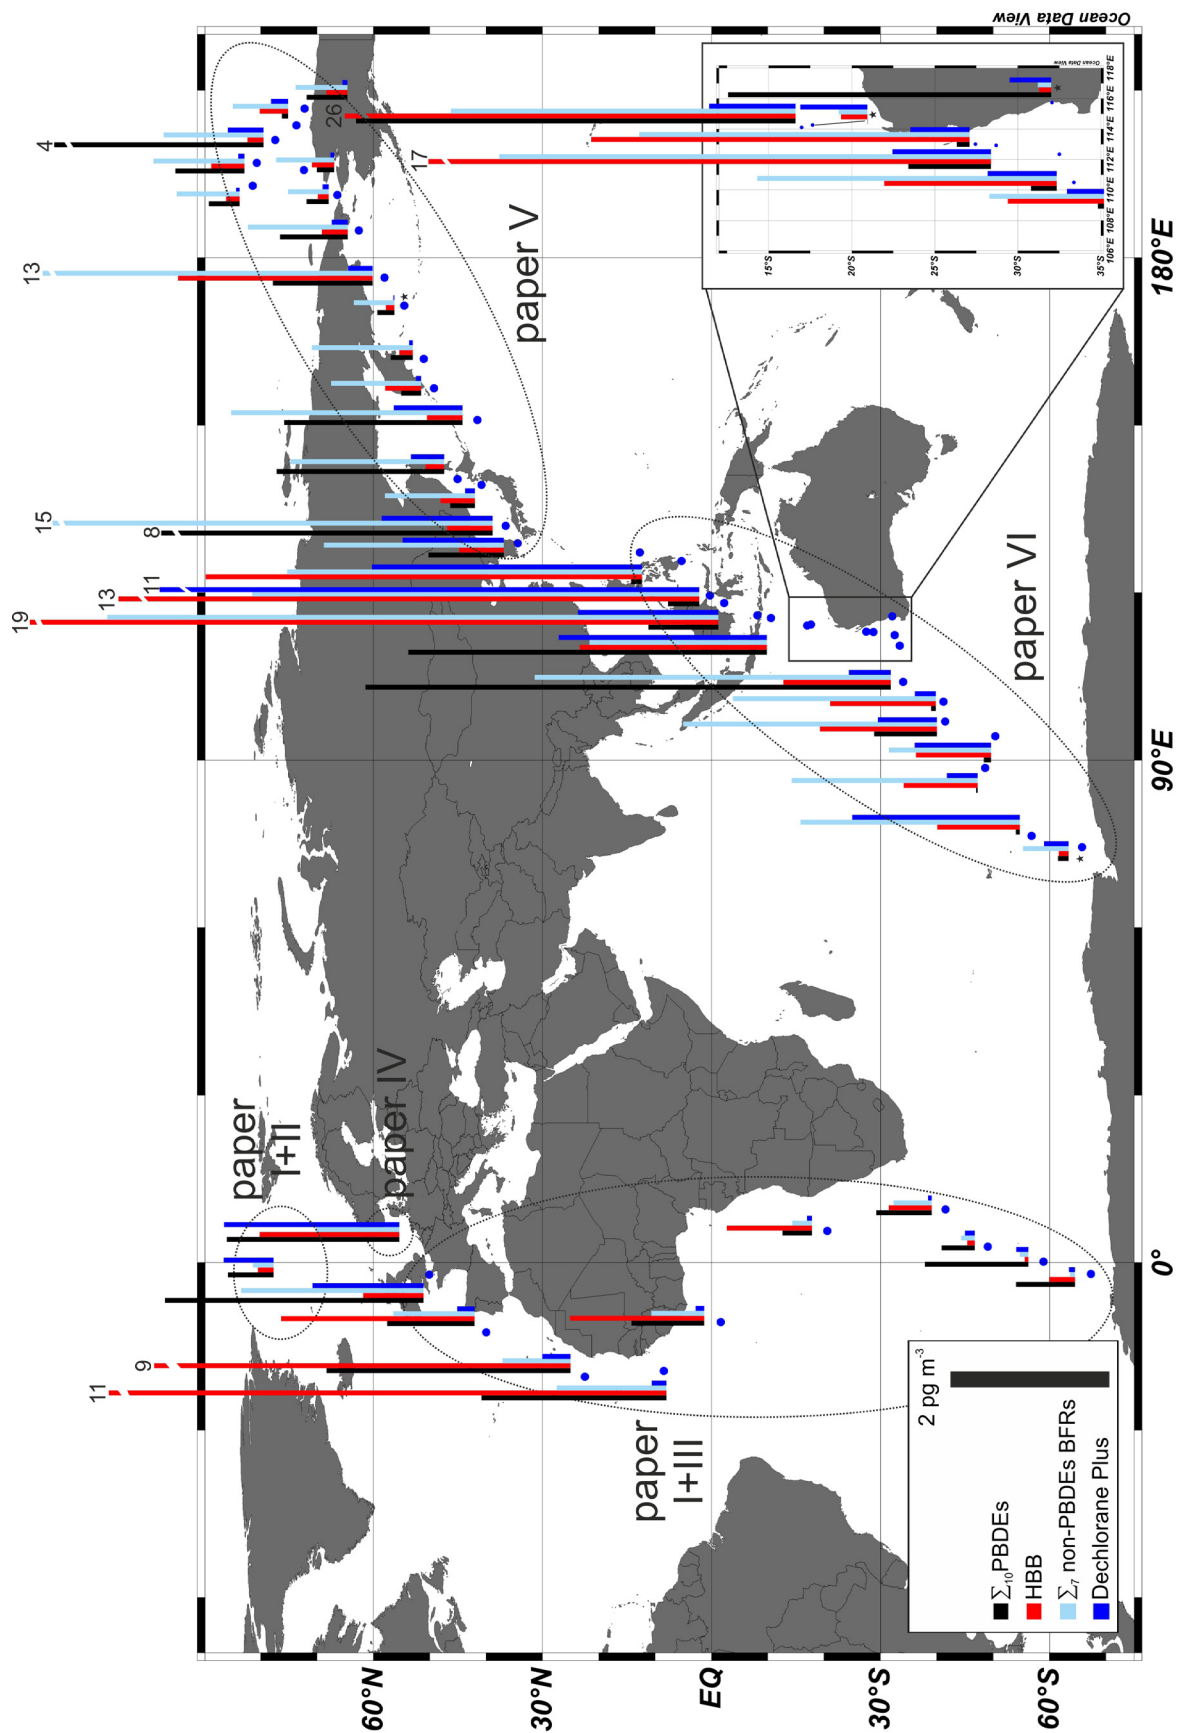 Ocean Data View
4
26
13
15
8
11
13
19
17
9
11
paper V
paper VI
paper
I+II
paper IV
paper
I+III
60°N
30°N
EQ
30°S
60°S
0°
90°E
180°E
2 pg m⁻³
Σ₁₀PBDEs
HBB
Σ₇ non-PBDEs BFRs
Dechlorane Plus
15°S
20°S
25°S
30°S
35°S
106°E
108°E
110°E
112°E
114°E
116°E
118°E
Ocean Data View